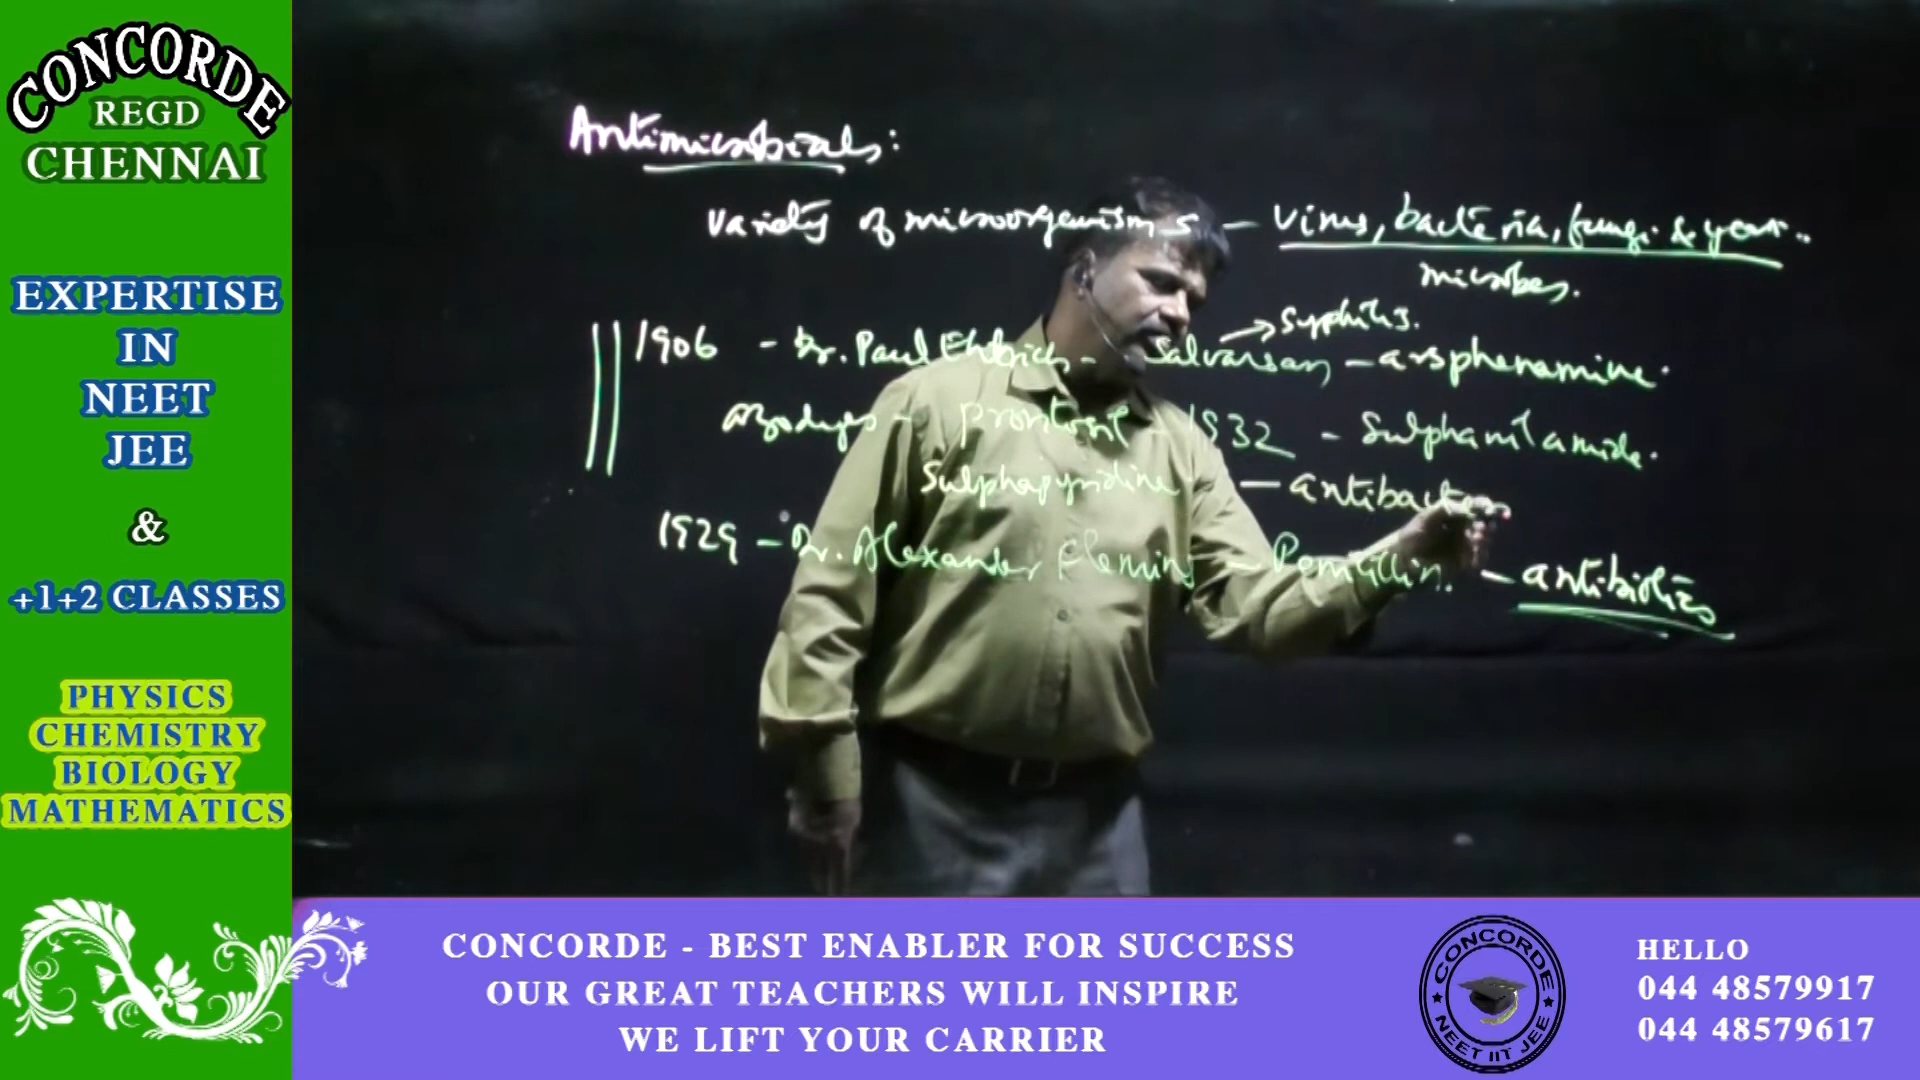 CONCORDE
REGD
CHENNAI
EXPERTISE
IN
NEET
JEE
&
+1+2 CLASSES
PHYSICS
CHEMISTRY
BIOLOGY
MATHEMATICS
Antimicrobials:
variety of microorganisms – virus, bacteria, fungi & yeast..
microbes.
→ Syphilis.
1906 - Dr. Paul Ehlrich - Salvarsan – arsphenamine.
azodyes – prontosil – 1932 - Sulphanilamide.
Sulphapyridine – antibacter
1929 – Dr. Alexander Fleming – Penicillin. – antibiotics
CONCORDE - BEST ENABLER FOR SUCCESS
OUR GREAT TEACHERS WILL INSPIRE
WE LIFT YOUR CARRIER
CONCORDE
NEET IIT JEE
HELLO
044 48579917
044 48579617